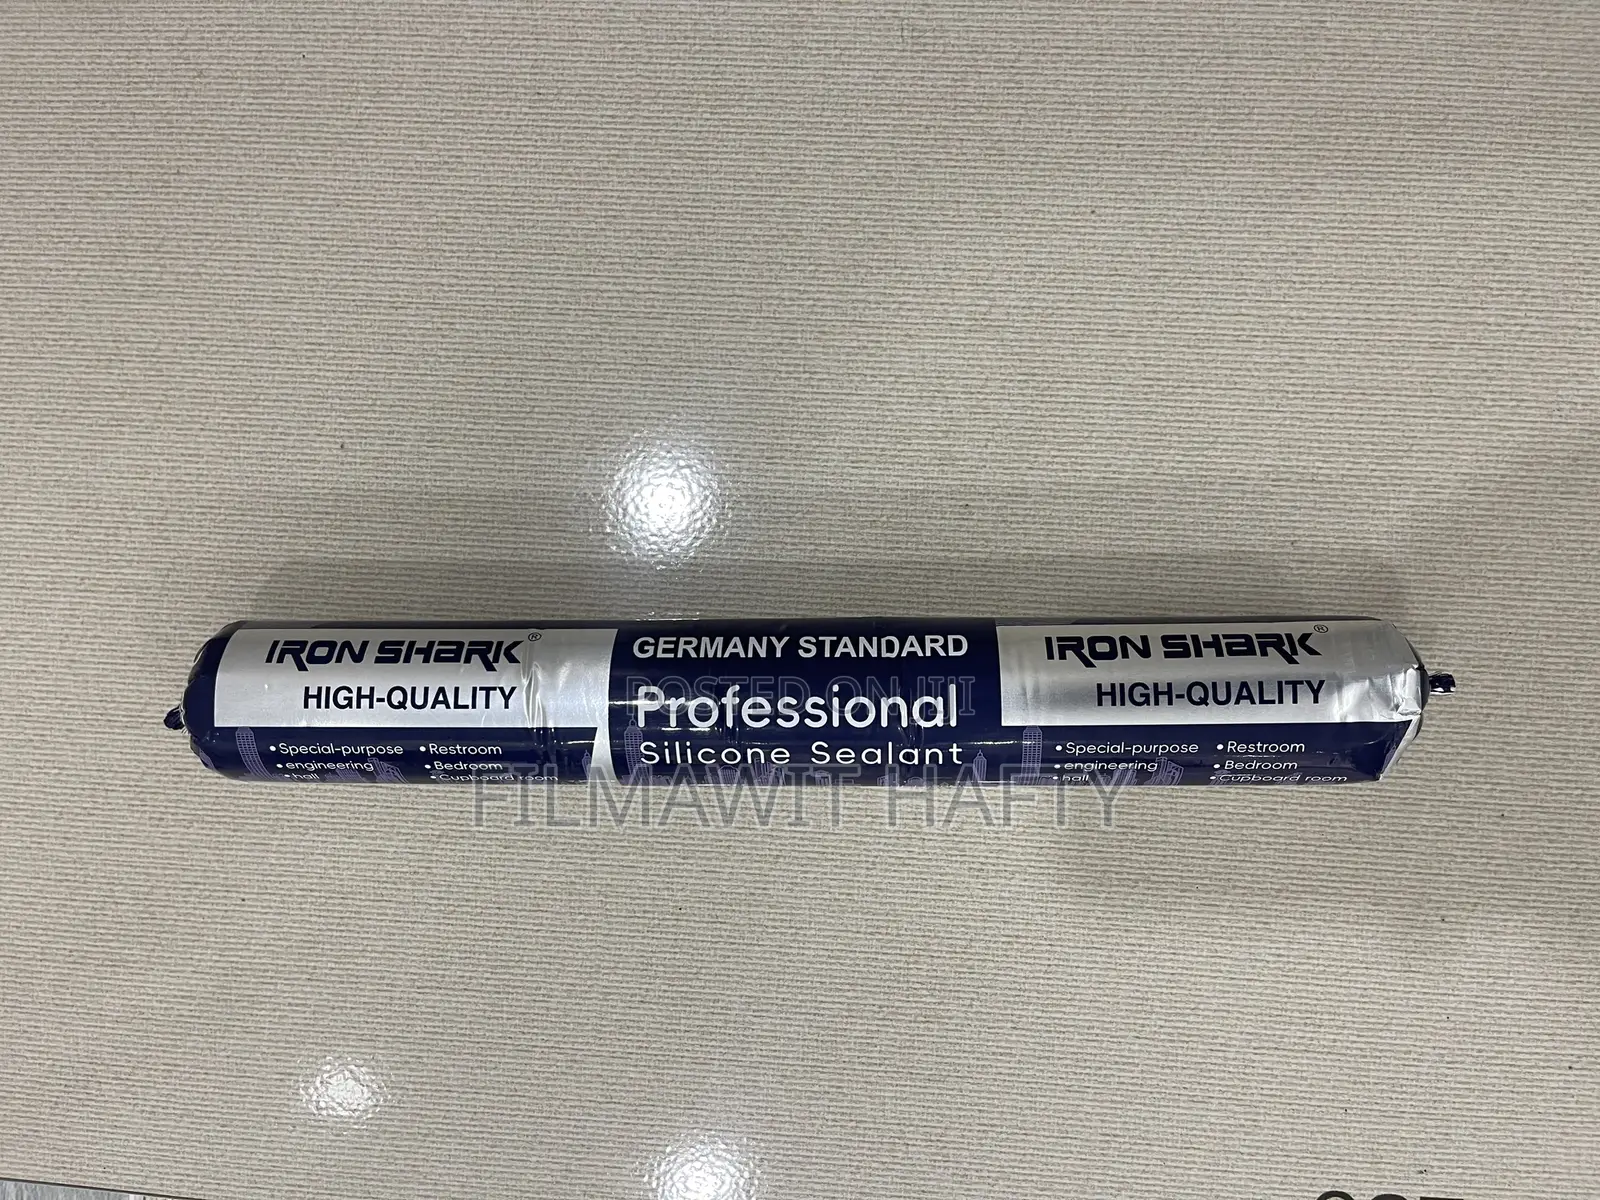 IRON SHARK®
HIGH-QUALITY
•Special-purpose •Restroom
•engineering •Bedroom
•hall •Cupboard room
GERMANY STANDARD
Professional
Silicone Sealant
IRON SHARK®
HIGH-QUALITY
•Special-purpose •Restroom
•engineering •Bedroom
•hall •Cupboard room
POSTED ON JIJI
FILMAWIT HAFTY